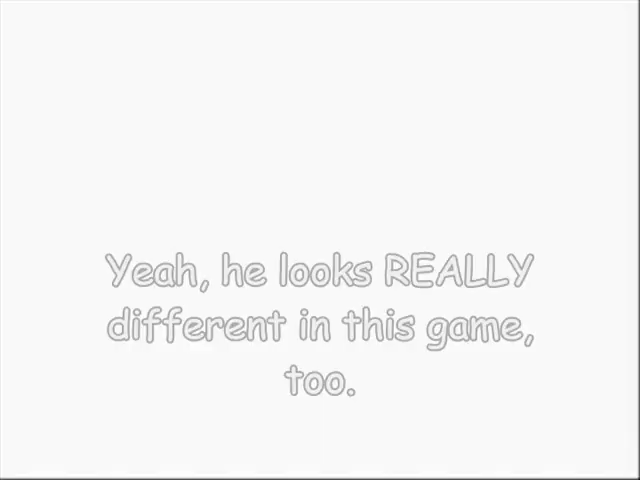 Yeah, he looks REALLY
different in this game,
too.